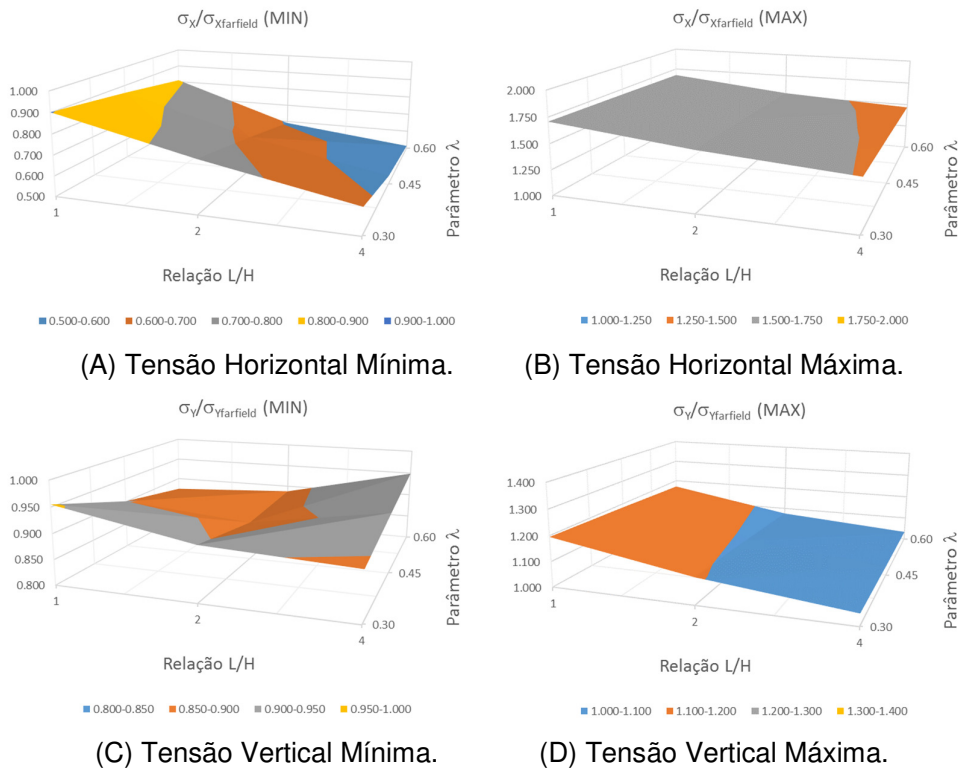 σX/σXfarfield (MIN)
1.000
0.900
0.800
0.700
0.600
0.500
1
2
4
0.30
0.45
0.60
Parâmetro λ
Relação L/H
0.500-0.600 0.600-0.700 0.700-0.800 0.800-0.900 0.900-1.000
(A) Tensão Horizontal Mínima.
σX/σXfarfield (MAX)
2.000
1.750
1.500
1.250
1.000
1
2
4
0.30
0.45
0.60
Parâmetro λ
Relação L/H
1.000-1.250 1.250-1.500 1.500-1.750 1.750-2.000
(B) Tensão Horizontal Máxima.
σY/σYfarfield (MIN)
1.000
0.950
0.900
0.850
0.800
1
2
4
0.30
0.45
0.60
Parâmetro λ
Relação L/H
0.800-0.850 0.850-0.900 0.900-0.950 0.950-1.000
(C) Tensão Vertical Mínima.
σY/σYfarfield (MAX)
1.400
1.300
1.200
1.100
1.000
1
2
4
0.30
0.45
0.60
Parâmetro λ
Relação L/H
1.000-1.100 1.100-1.200 1.200-1.300 1.300-1.400
(D) Tensão Vertical Máxima.